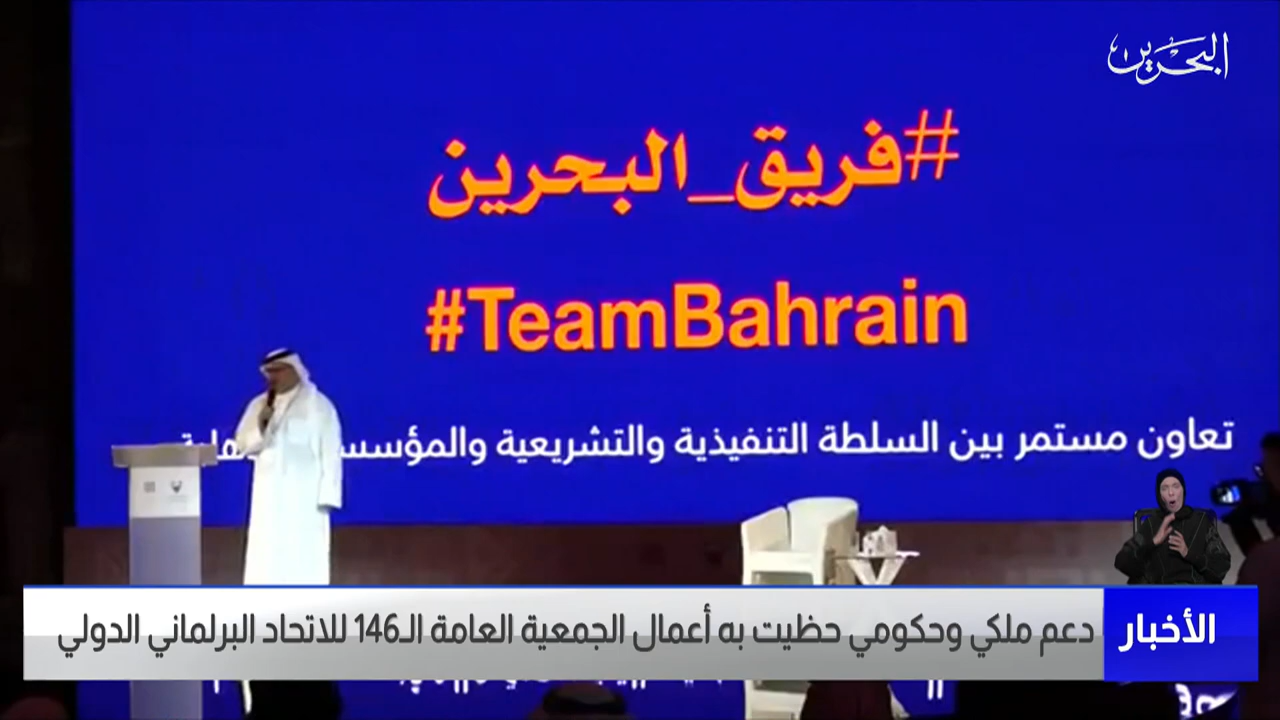 البحرين
#فريق_البحرين
#TeamBahrain
تعاون مستمر بين السلطة التنفيذية والتشريعية
الأخبار
دعم ملكي وحكومي حظيت به أعمال الجمعية العامة الـ146 للاتحاد البرلماني الدولي